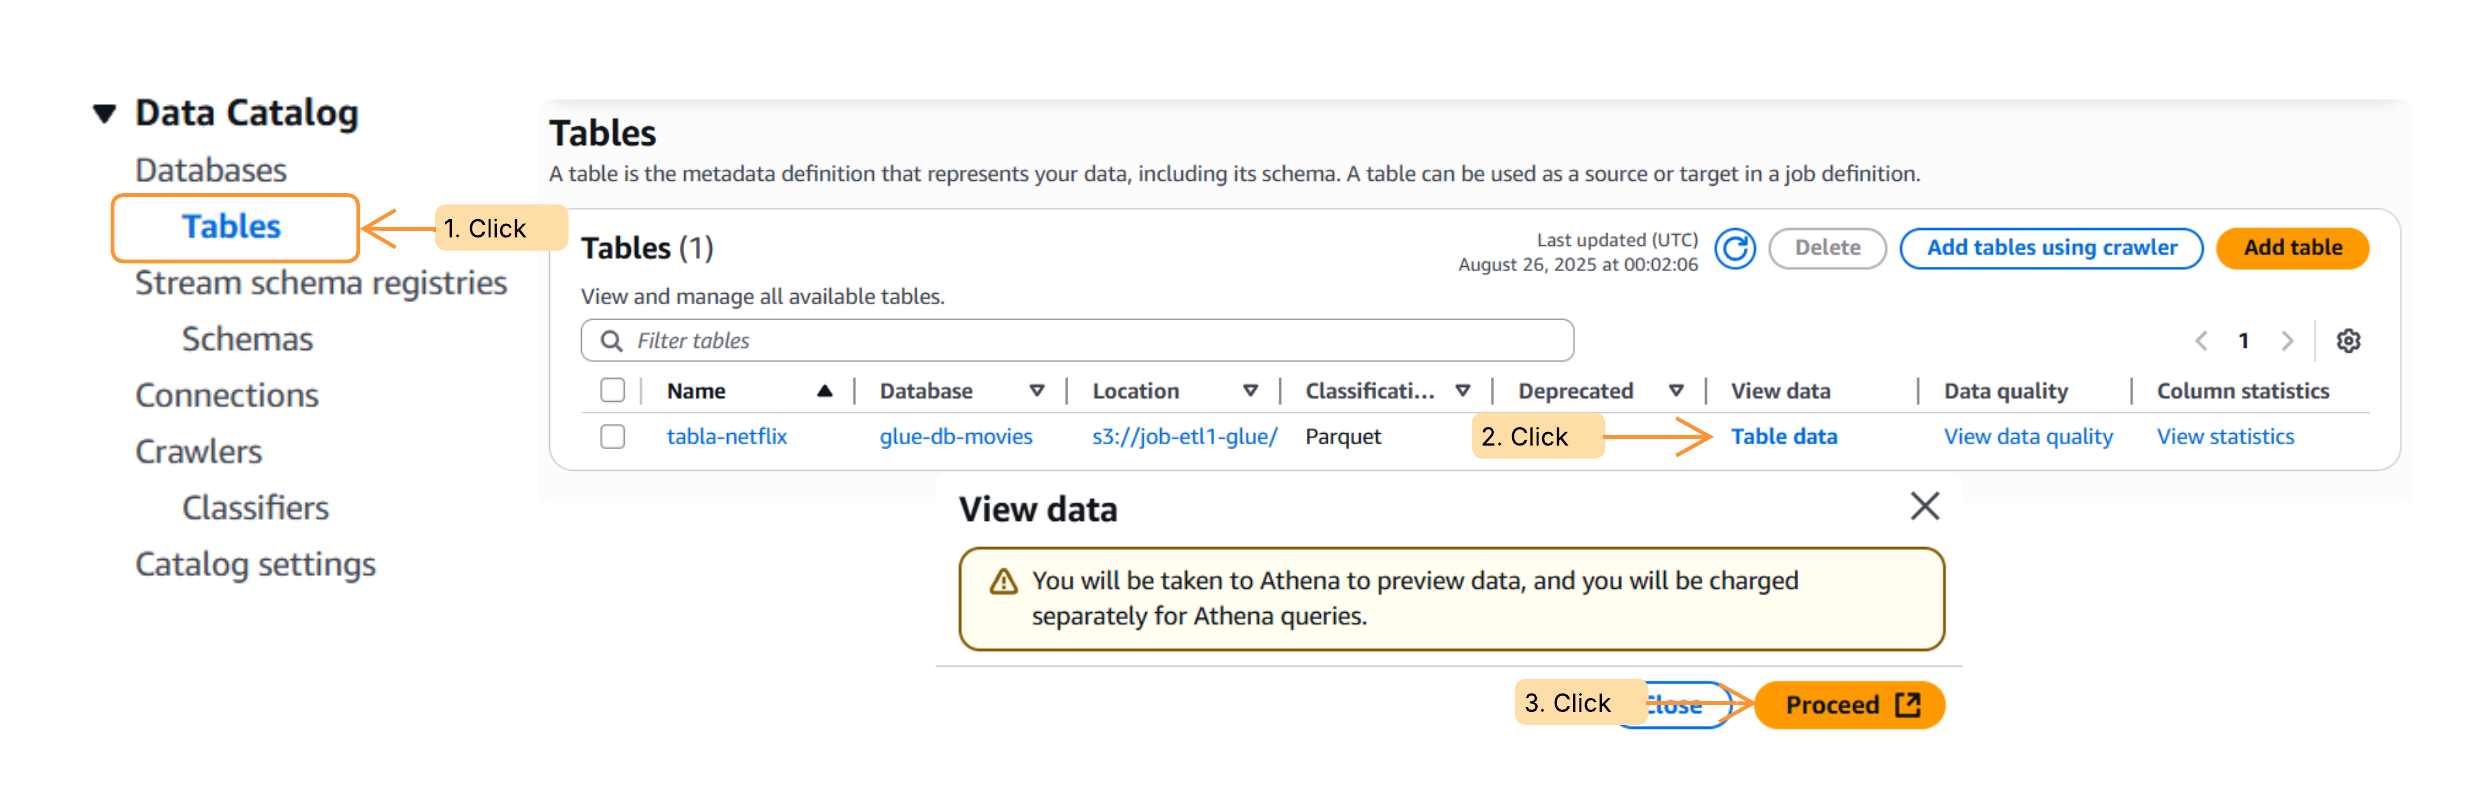 Data Catalog
Databases
Tables
Stream schema registries
Schemas
Connections
Crawlers
Classifiers
Catalog settings
1. Click
Tables
A table is the metadata definition that represents your data, including its schema. A table can be used as a source or target in a job definition.
Tables (1)
Last updated (UTC)
August 26, 2025 at 00:02:06
Delete
Add tables using crawler
Add table
View and manage all available tables.
Filter tables
1
Name
Database
Location
Classificati...
Deprecated
View data
Data quality
Column statistics
tabla-netflix
glue-db-movies
s3://job-etl1-glue/
Parquet
2. Click
Table data
View data quality
View statistics
View data
You will be taken to Athena to preview data, and you will be charged
separately for Athena queries.
3. Click
Close
Proceed